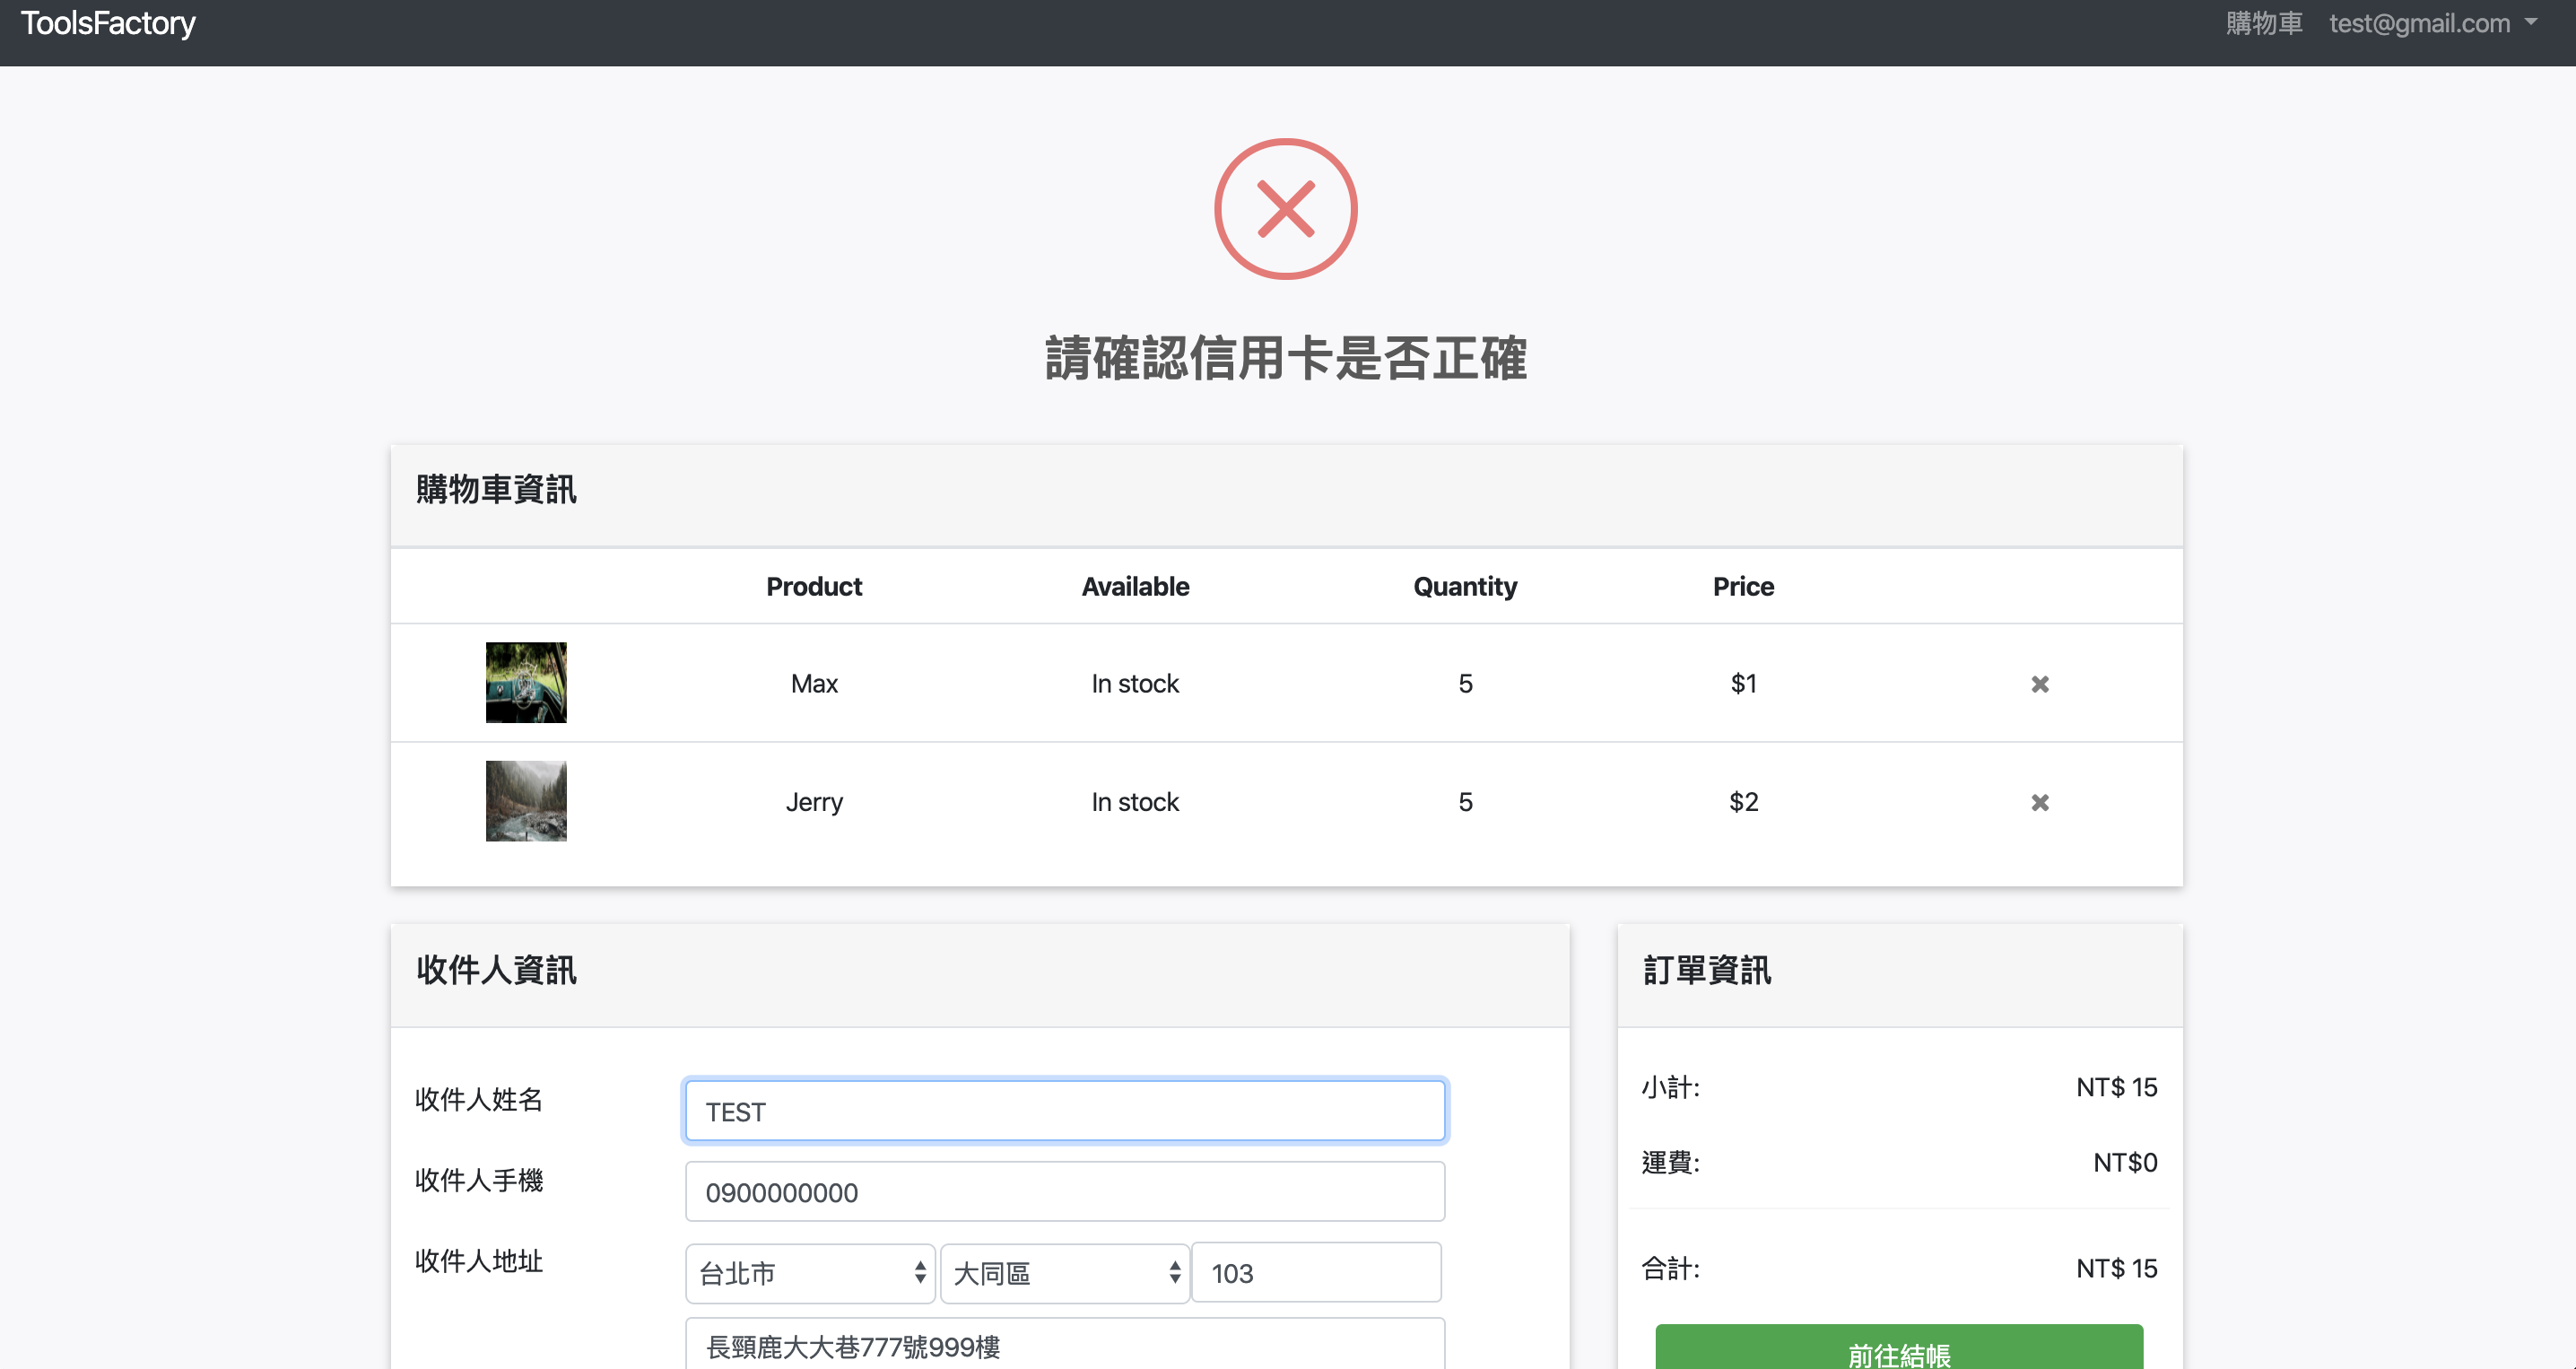 ToolsFactory
購物車 test@gmail.com
請確認信用卡是否正確
購物車資訊
Product Available Quantity Price
Max In stock 5 $1
Jerry In stock 5 $2
收件人資訊
收件人姓名 TEST
收件人手機 0900000000
收件人地址 台北市 大同區 103
長頸鹿大大巷777號999樓
訂單資訊
小計: NT$ 15
運費: NT$0
合計: NT$ 15
前往結帳